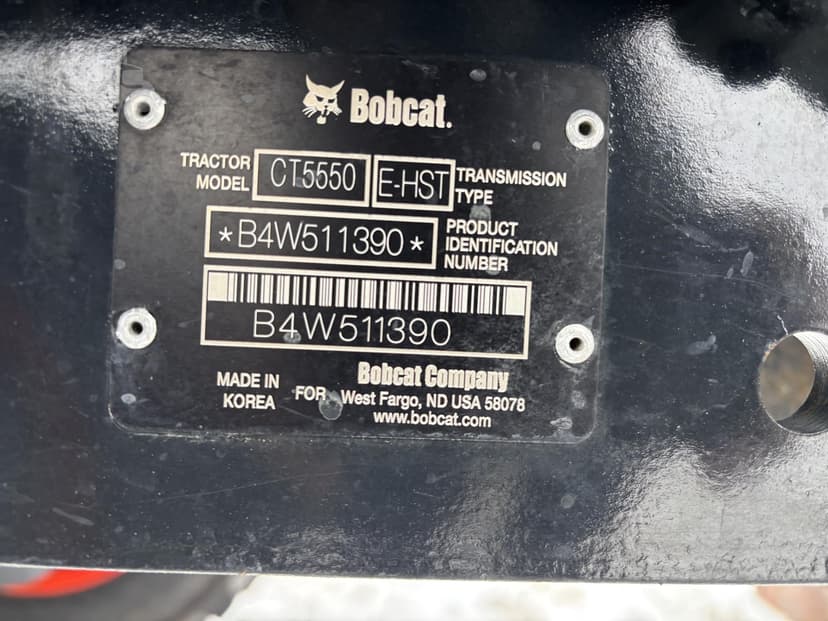 Bobcat.
TRACTOR MODEL CT5550 E-HST TRANSMISSION TYPE
*B4W511390* PRODUCT IDENTIFICATION NUMBER
B4W511390
MADE IN KOREA FOR Bobcat Company
West Fargo, ND USA 58078
www.bobcat.com